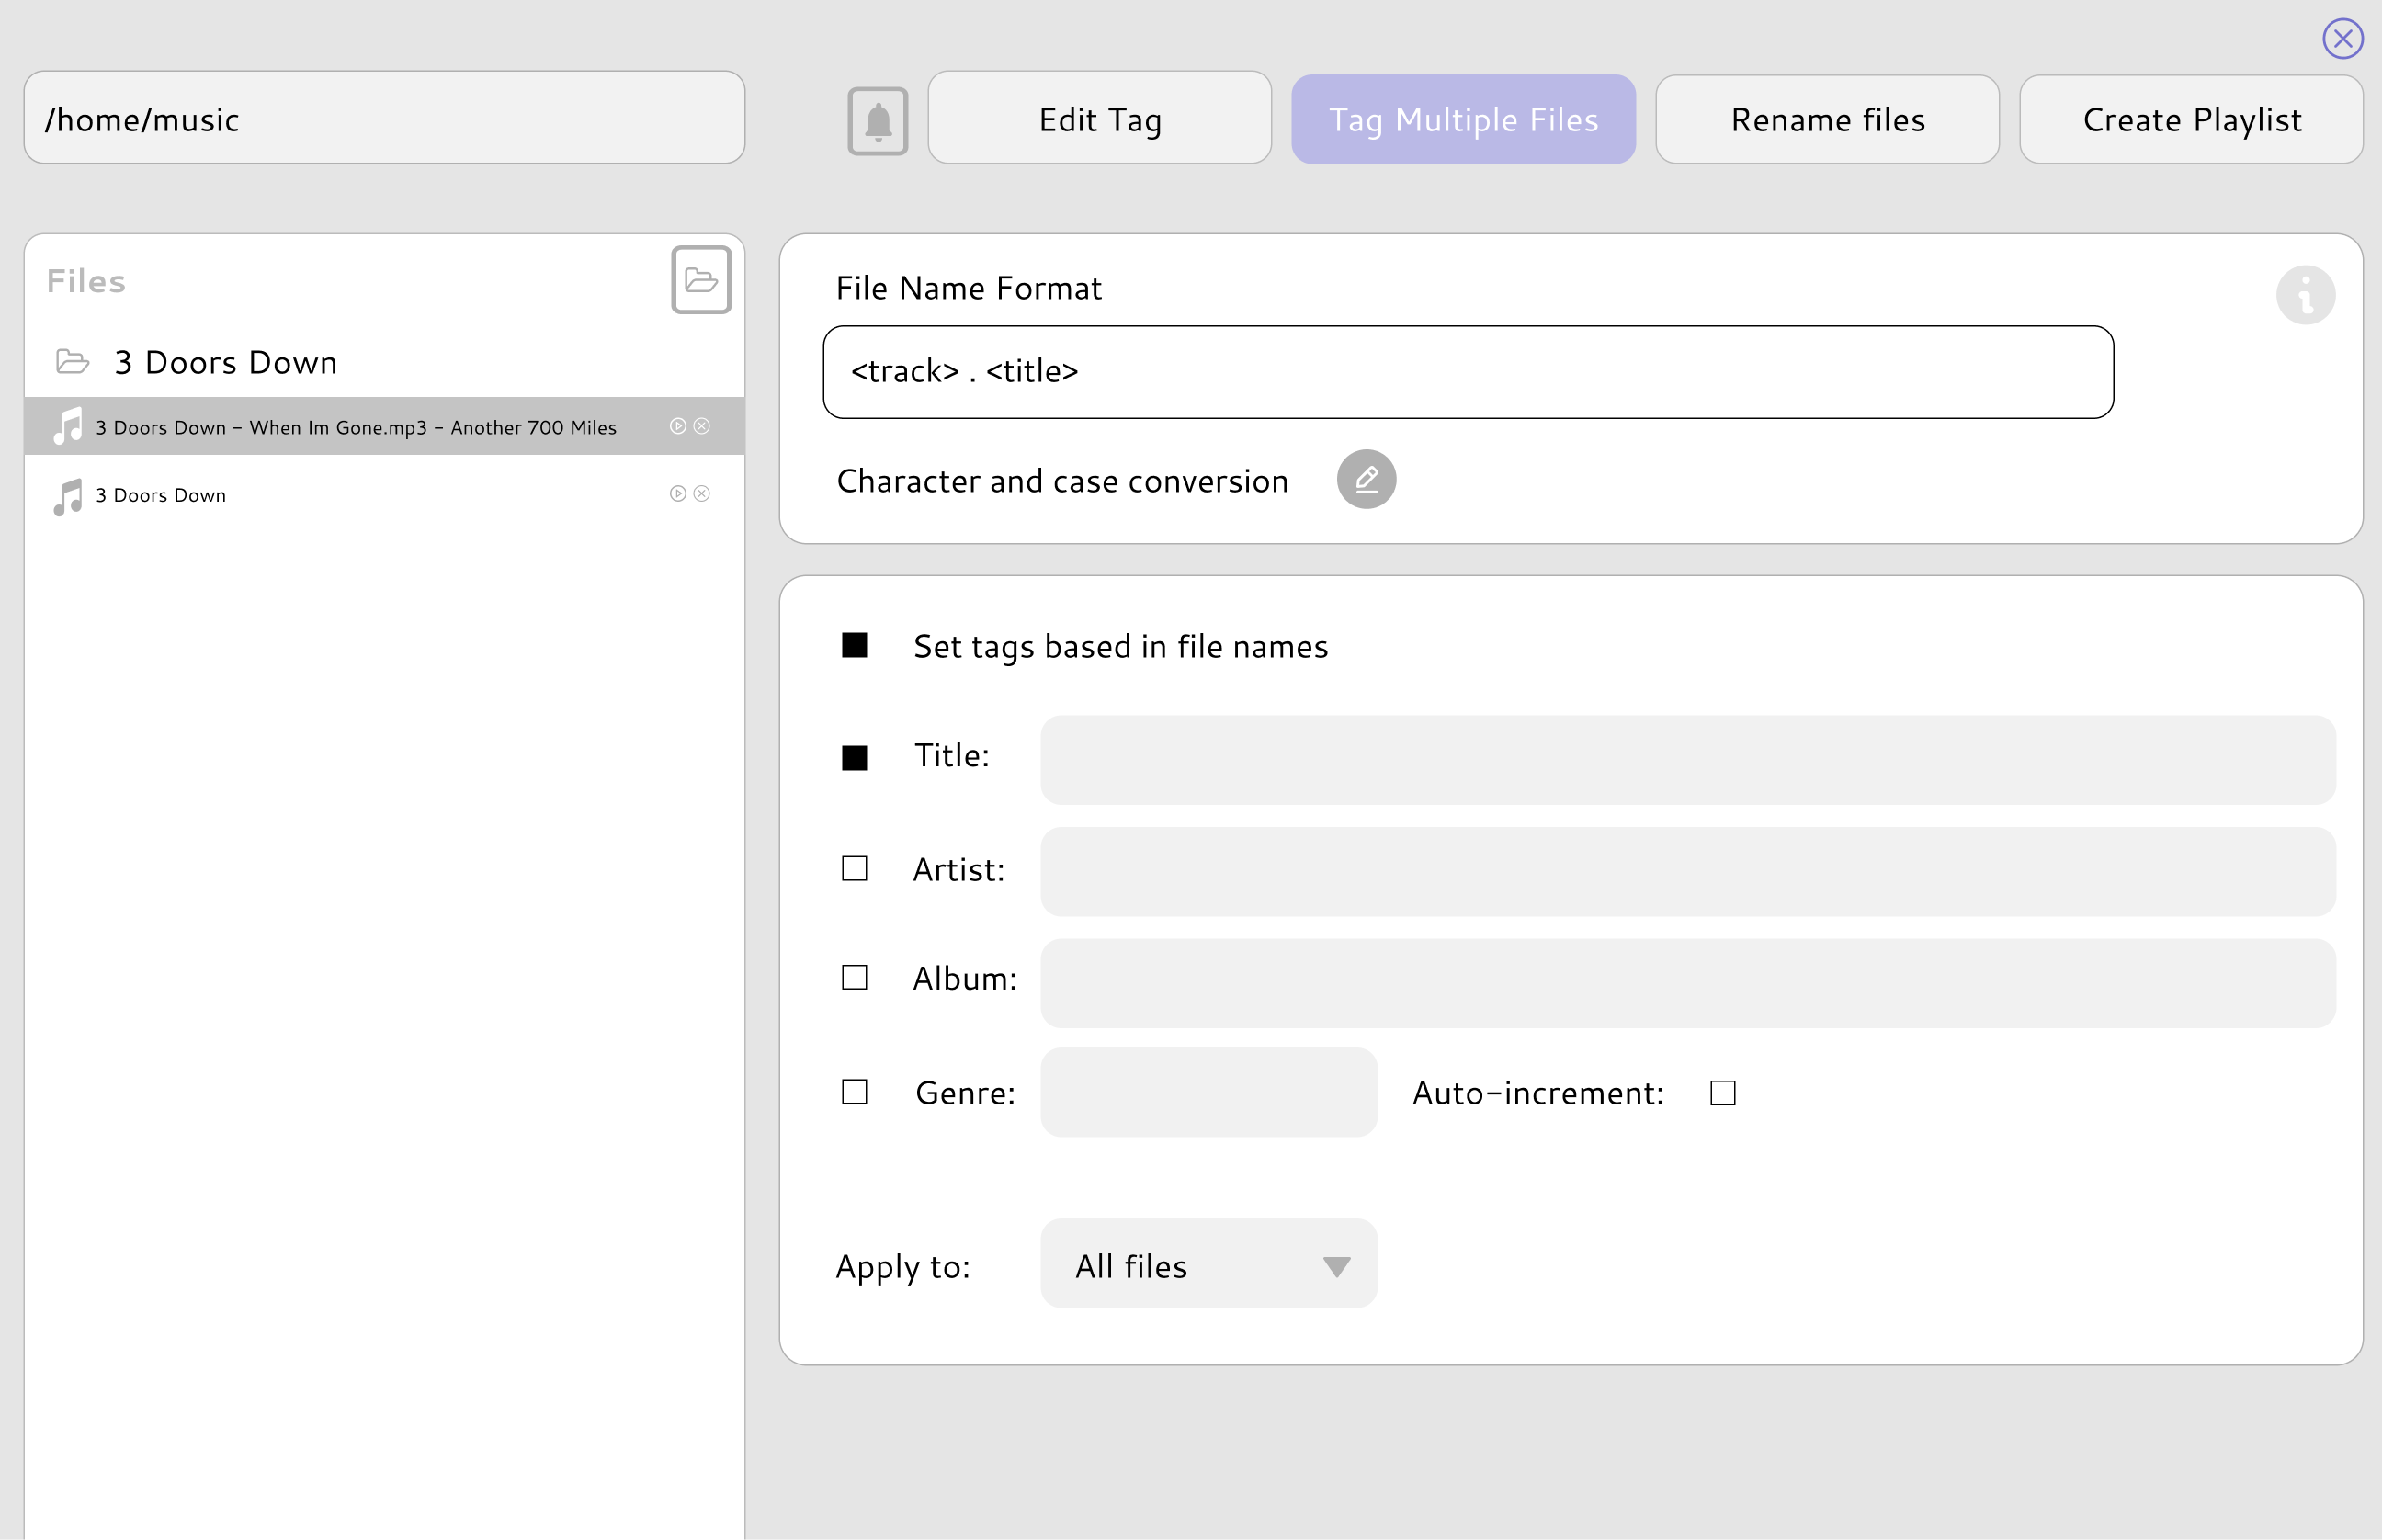 /home/music
Edit Tag
Tag Multiple Files
Rename files
Create Playlist
Files
3 Doors Down
3 Doors Down - When Im Gone.mp3 - Another 700 Miles
3 Doors Down
File Name Format
<track> . <title>
Character and case conversion
Set tags based in file names
Title:
Artist:
Album:
Genre:
Auto-increment:
Apply to:
All files